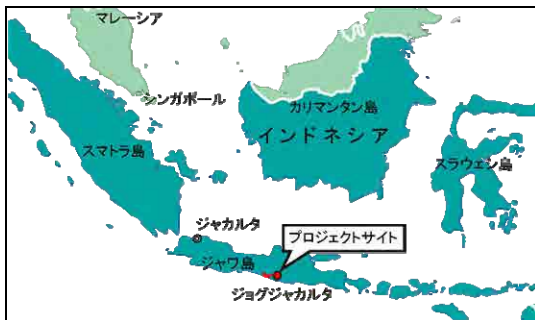 マレーシア
シンガポール
カリマンタン島
インドネシア
スマトラ島
スラウェシ島
ジャカルタ
プロジェクトサイト
ジャワ島
ジョグジャカルタ